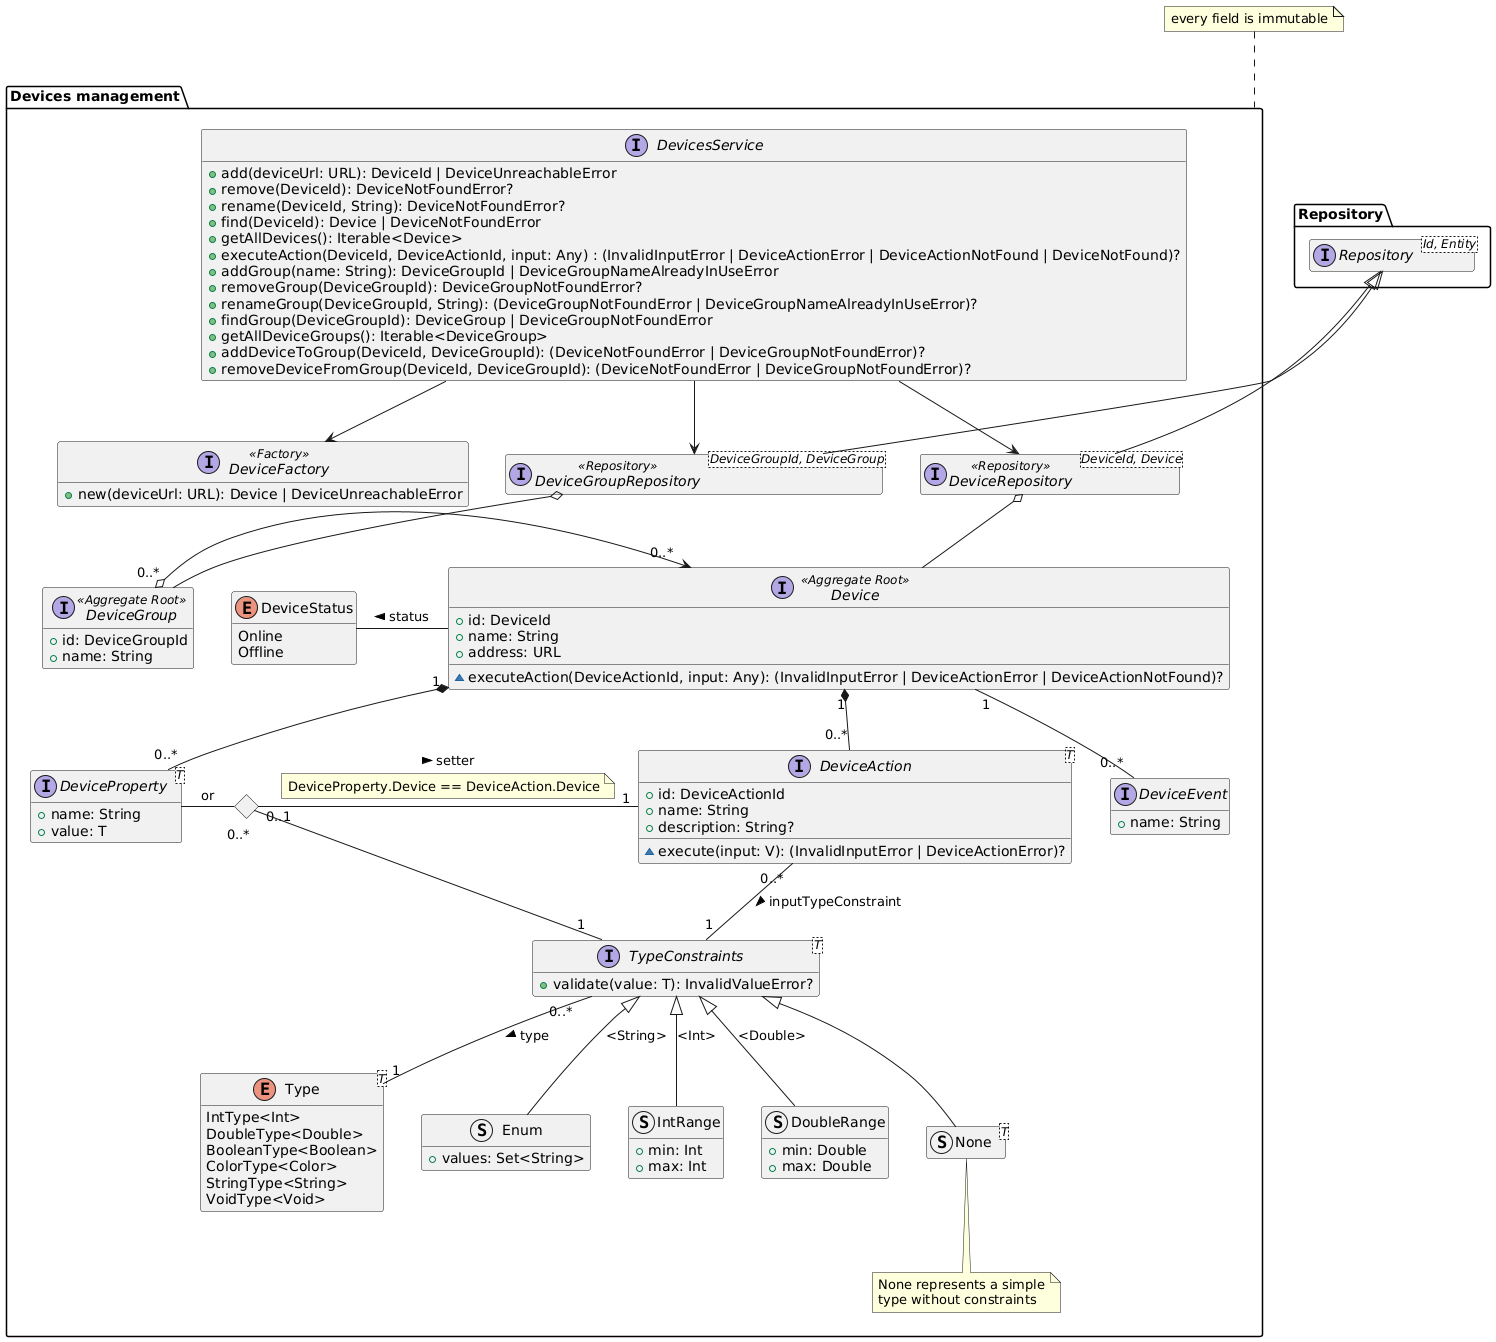 every field is immutable
Devices management
I DevicesService
add(deviceUrl: URL): DeviceId | DeviceUnreachableError
remove(DeviceId): DeviceNotFoundError?
rename(DeviceId, String): DeviceNotFoundError?
find(DeviceId): Device | DeviceNotFoundError
getAllDevices(): Iterable<Device>
executeAction(DeviceId, DeviceActionId, input: Any) : (InvalidInputError | DeviceActionError | DeviceActionNotFound | DeviceNotFound)?
addGroup(name: String): DeviceGroupId | DeviceGroupNameAlreadyInUseError
removeGroup(DeviceGroupId): DeviceGroupNotFoundError?
renameGroup(DeviceGroupId, String): (DeviceGroupNotFoundError | DeviceGroupNameAlreadyInUseError)?
findGroup(DeviceGroupId): DeviceGroup | DeviceGroupNotFoundError
getAllDeviceGroups(): Iterable<DeviceGroup>
addDeviceToGroup(DeviceId, DeviceGroupId): (DeviceNotFoundError | DeviceGroupNotFoundError)?
removeDeviceFromGroup(DeviceId, DeviceGroupId): (DeviceNotFoundError | DeviceGroupNotFoundError)?
Repository
I Repository
Id, Entity
I «Factory»
DeviceFactory
new(deviceUrl: URL): Device | DeviceUnreachableError
I «Repository»
DeviceGroupRepository
DeviceGroupId, DeviceGroup
I «Repository»
DeviceRepository
DeviceId, Device
0..*
0..*
I «Aggregate Root»
DeviceGroup
id: DeviceGroupId
name: String
E DeviceStatus
Online
Offline
status
I «Aggregate Root»
Device
id: DeviceId
name: String
address: URL
executeAction(DeviceActionId, input: Any): (InvalidInputError | DeviceActionError | DeviceActionNotFound)?
1
0..*
1
0..*
1
0..*
I DeviceProperty
T
name: String
value: T
or
setter
DeviceProperty.Device == DeviceAction.Device
0..1
1
0..*
I DeviceAction
T
id: DeviceActionId
name: String
description: String?
execute(input: V): (InvalidInputError | DeviceActionError)?
I DeviceEvent
name: String
0..*
inputTypeConstraint
1
1
I TypeConstraints
T
validate(value: T): InvalidValueError?
0..*
type
1
<String>
<Int>
<Double>
E Type
T
IntType<Int>
DoubleType<Double>
BooleanType<Boolean>
ColorType<Color>
StringType<String>
VoidType<Void>
S Enum
values: Set<String>
S IntRange
min: Int
max: Int
S DoubleRange
min: Double
max: Double
S None
T
None represents a simple
type without constraints